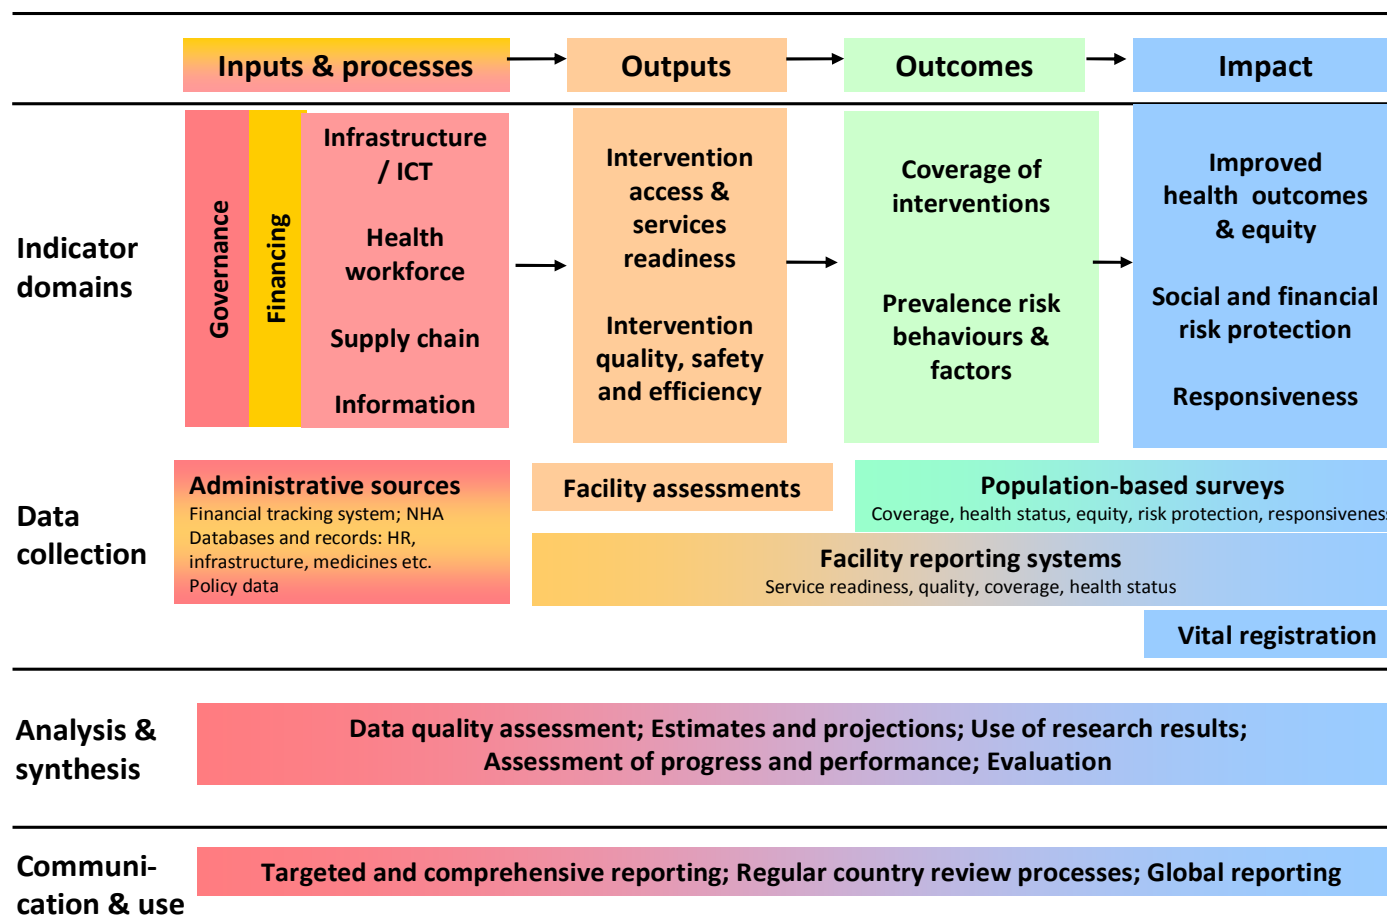 Inputs & processes
Outputs
Outcomes
Impact
Indicator
domains
Governance
Financing
Infrastructure
/ ICT
Health
workforce
Supply chain
Information
Intervention
access &
services
readiness
Intervention
quality, safety
and efficiency
Coverage of
interventions
Prevalence risk
behaviours &
factors
Improved
health outcomes
& equity
Social and financial
risk protection
Responsiveness
Data
collection
Administrative sources
Financial tracking system; NHA
Databases and records: HR,
infrastructure, medicines etc.
Policy data
Facility assessments
Population-based surveys
Coverage, health status, equity, risk protection, responsiveness
Facility reporting systems
Service readiness, quality, coverage, health status
Vital registration
Analysis &
synthesis
Data quality assessment; Estimates and projections; Use of research results;
Assessment of progress and performance; Evaluation
Communi-
cation & use
Targeted and comprehensive reporting; Regular country review processes; Global reporting